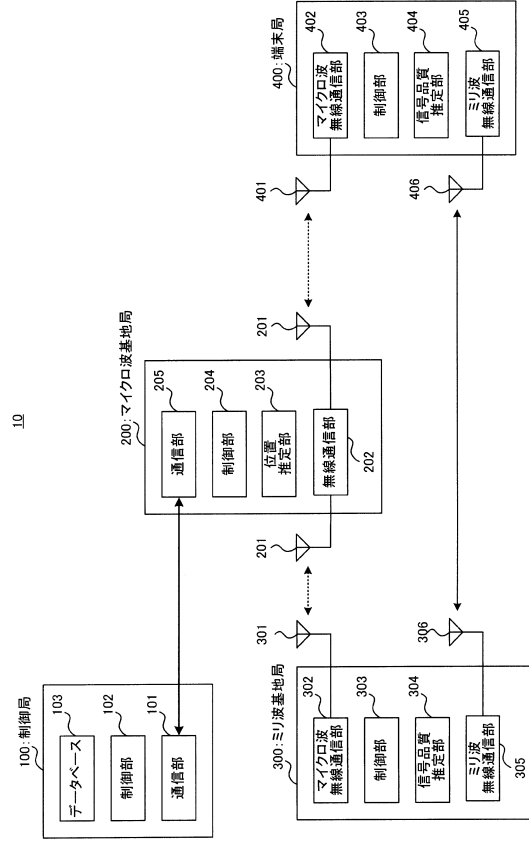 10
100:制御局
103
データベース
102
制御部
101
通信部
200:マイクロ波基地局
205
通信部
204
制御部
203
位置
推定部
無線通信部
202
201
201
300:ミリ波基地局
301
302
マイクロ波
無線通信部
303
制御部
304
信号品質
推定部
ミリ波
無線通信部
305
306
400:端末局
401
402
マイクロ波
無線通信部
403
制御部
404
信号品質
推定部
405
ミリ波
無線通信部
406